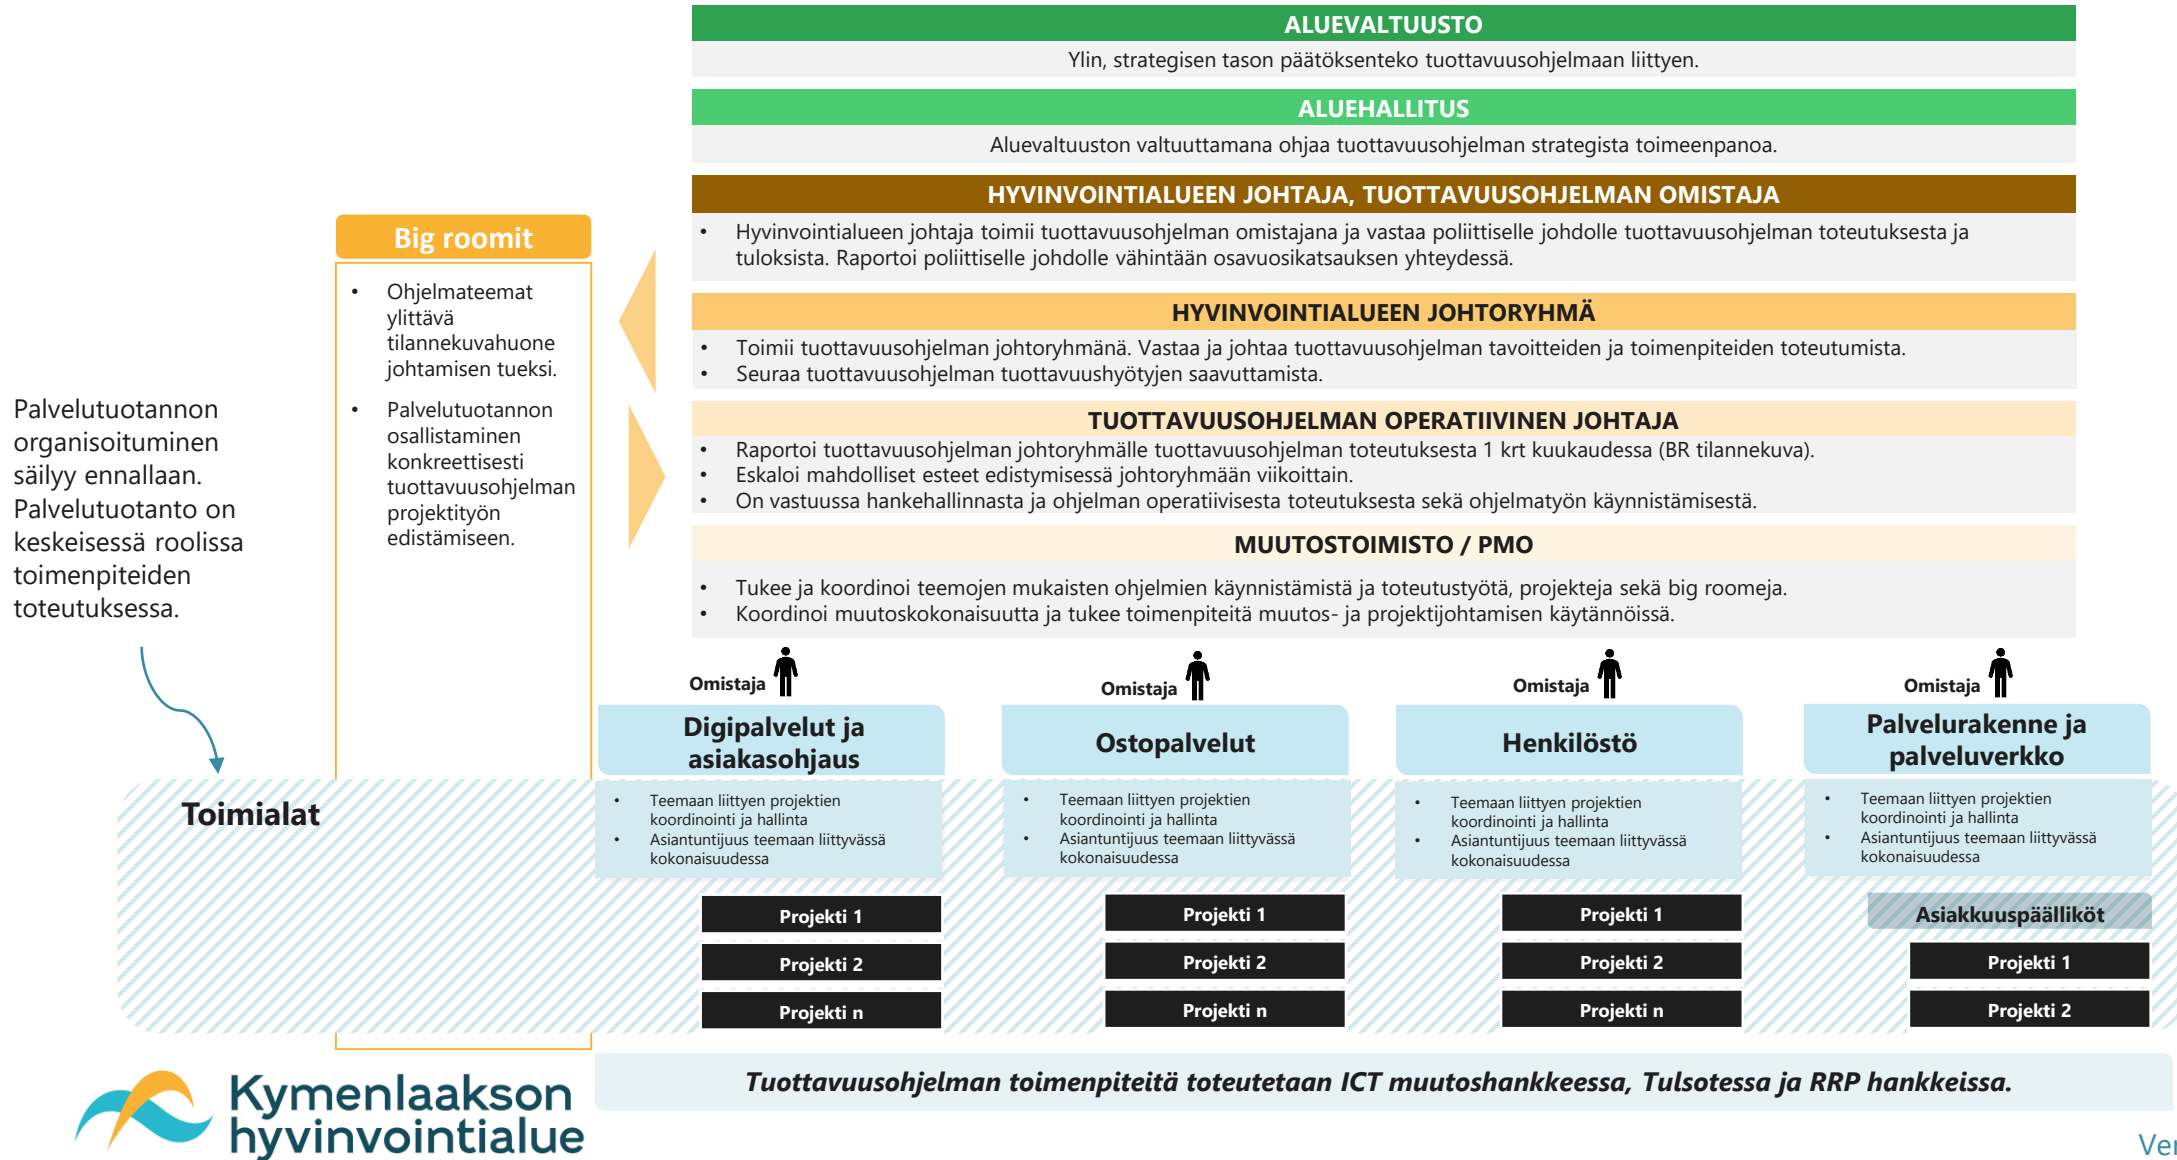 ALUEVALTUUSTO
Ylin, strategisen tason päätöksenteko tuottavuusohjelmaan liittyen.
ALUEHALLITUS
Aluevaltuuston valtuuttamana ohjaa tuottavuusohjelman strategista toimeenpanoa.
HYVINVOINTIALUEEN JOHTAJA, TUOTTAVUUSOHJELMAN OMISTAJA
• Hyvinvointialueen johtaja toimii tuottavuusohjelman omistajana ja vastaa poliittiselle johdolle tuottavuusohjelman toteutuksesta ja
tuloksista. Raportoi poliittiselle johdolle vähintään osavuosikatsauksen yhteydessä.
HYVINVOINTIALUEEN JOHTORYHMÄ
• Toimii tuottavuusohjelman johtoryhmänä. Vastaa ja johtaa tuottavuusohjelman tavoitteiden ja toimenpiteiden toteutumista.
• Seuraa tuottavuusohjelman tuottavuushyötyjen saavuttamista.
TUOTTAVUUSOHJELMAN OPERATIIVINEN JOHTAJA
• Raportoi tuottavuusohjelman johtoryhmälle tuottavuusohjelman toteutuksesta 1 krt kuukaudessa (BR tilannekuva).
• Eskaloi mahdolliset esteet edistymisessä johtoryhmään viikoittain.
• On vastuussa hankehallinnasta ja ohjelman operatiivisesta toteutuksesta sekä ohjelmatyön käynnistämisestä.
MUUTOSTOIMISTO / PMO
• Tukee ja koordinoi teemojen mukaisten ohjelmien käynnistämistä ja toteutustyötä, projekteja sekä big roomeja.
• Koordinoi muutoskokonaisuutta ja tukee toimenpiteitä muutos- ja projektijohtamisen käytännöissä.
Big roomit
• Ohjelmateemat
ylittävä
tilannekuvahuone
johtamisen tueksi.
• Palvelutuotannon
osallistaminen
konkreettisesti
tuottavuusohjelman
projektityön
edistämiseen.
Palvelutuotannon
organisoituminen
säilyy ennallaan.
Palvelutuotanto on
keskeisessä roolissa
toimenpiteiden
toteutuksessa.
Toimialat
Omistaja
Digipalvelut ja
asiakasohjaus
• Teemaan liittyen projektien
koordinointi ja hallinta
• Asiantuntijuus teemaan liittyvässä
kokonaisuudessa
Projekti 1
Projekti 2
Projekti n
Omistaja
Ostopalvelut
• Teemaan liittyen projektien
koordinointi ja hallinta
• Asiantuntijuus teemaan liittyvässä
kokonaisuudessa
Projekti 1
Projekti 2
Projekti n
Omistaja
Henkilöstö
• Teemaan liittyen projektien
koordinointi ja hallinta
• Asiantuntijuus teemaan liittyvässä
kokonaisuudessa
Projekti 1
Projekti 2
Projekti n
Omistaja
Palvelurakenne ja
palveluverkko
• Teemaan liittyen projektien
koordinointi ja hallinta
• Asiantuntijuus teemaan liittyvässä
kokonaisuudessa
Asiakkuuspäälliköt
Projekti 1
Projekti 2
Tuottavuusohjelman toimenpiteitä toteutetaan ICT muutoshankkeessa, Tulsotessa ja RRP hankkeissa.
Kymenlaakson
hyvinvointialue
Ver